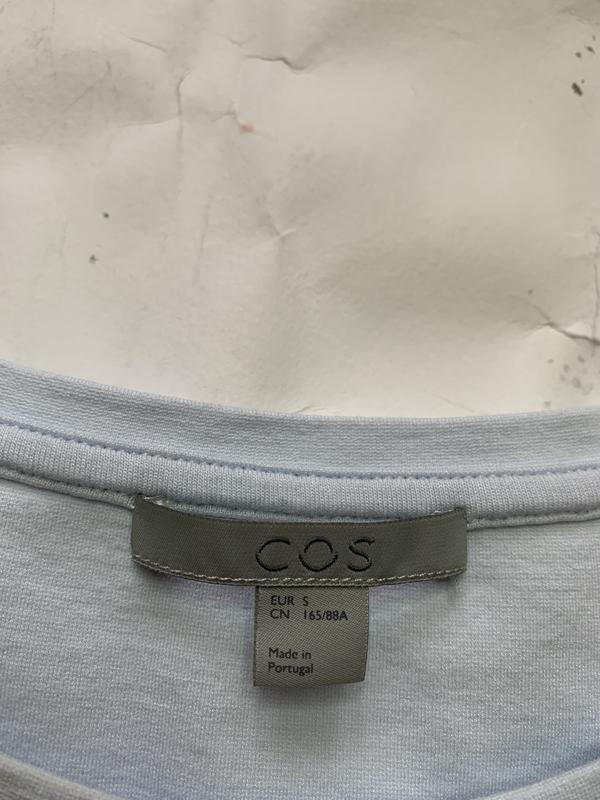 COS
EUR S
CN 165/88A
Made in
Portugal